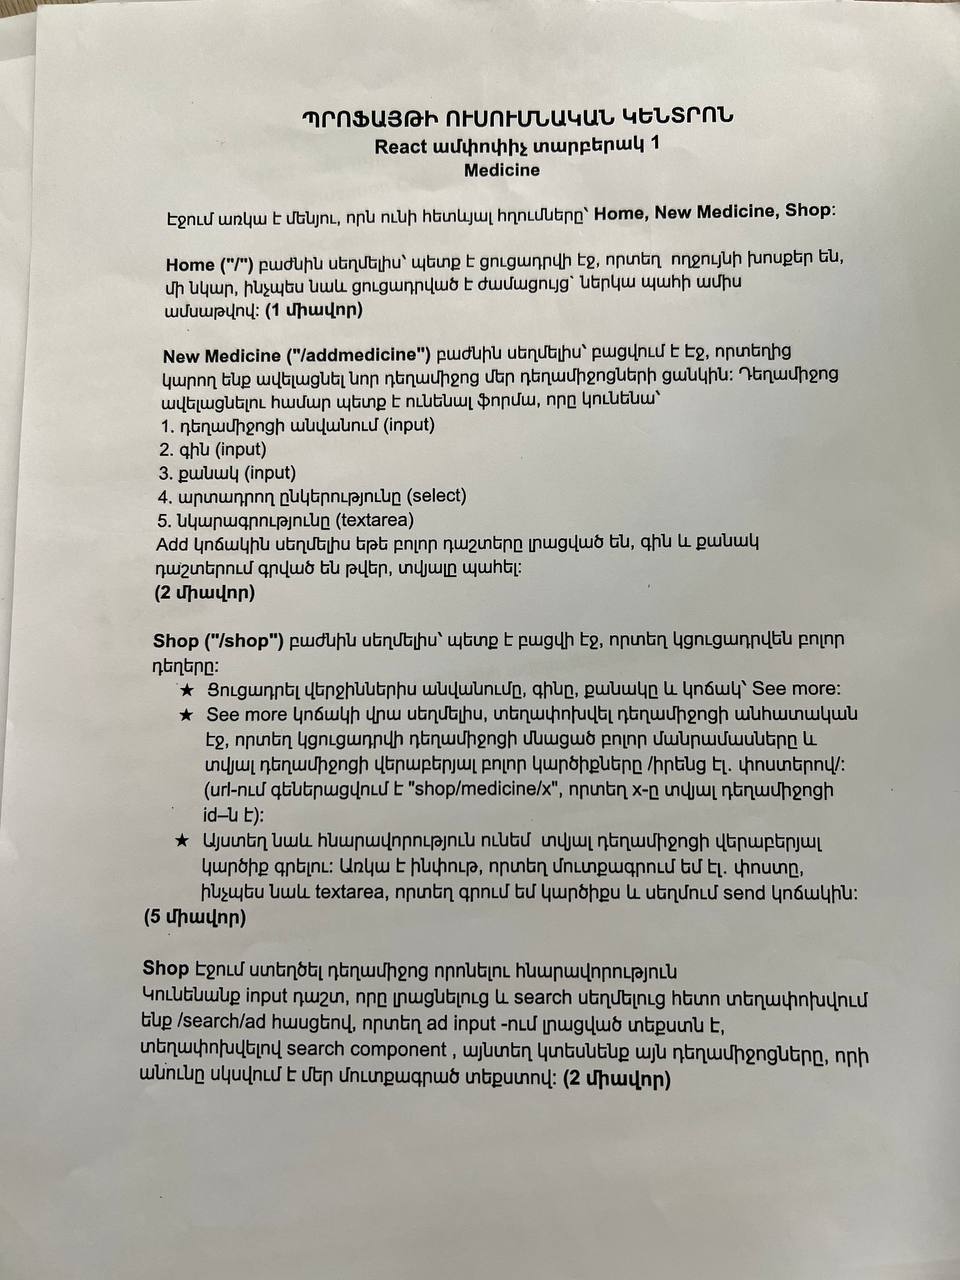 ՊՐՈՖԱՅԹԻ ՈՒՍՈՒՄՆԱԿԱՆ ԿԵՆՏՐՈՆ
React ամփոփիչ տարբերակ 1
Medicine
Էջում առկա է մենյու, որն ունի հետևյալ հղումները՝ Home, New Medicine, Shop:
Home ("/") բաժնին սեղմելիս՝ պետք է ցուցադրվի էջ, որտեղ ողջույնի խոսքեր են,
մի նկար, ինչպես նաև ցուցադրված է ժամացույց՝ ներկա պահի ամիս
ամսաթվով: (1 միավոր)
New Medicine ("/addmedicine") բաժնին սեղմելիս՝ բացվում է էջ, որտեղից
կարող ենք ավելացնել նոր դեղամիջոց մեր դեղամիջոցների ցանկին: Դեղամիջոց
ավելացնելու համար պետք է ունենալ ֆորմա, որը կունենա՝
1. դեղամիջոցի անվանում (input)
2. գին (input)
3. քանակ (input)
4. արտադրող ընկերությունը (select)
5. նկարագրությունը (textarea)
Add կոճակին սեղմելիս եթե բոլոր դաշտերը լրացված են, գին և քանակ
դաշտերում գրված են թվեր, տվյալը պահել:
(2 միավոր)
Shop ("/shop") բաժնին սեղմելիս՝ պետք է բացվի էջ, որտեղ կցուցադրվեն բոլոր
դեղերը:
★ Ցուցադրել վերջիններիս անվանումը, գինը, քանակը և կոճակ՝ See more:
★ See more կոճակի վրա սեղմելիս, տեղափոխվել դեղամիջոցի անհատական
էջ, որտեղ կցուցադրվի դեղամիջոցի մնացած բոլոր մանրամասները և
տվյալ դեղամիջոցի վերաբերյալ բոլոր կարծիքները /իրենց էլ. փոստերով/:
(url-ում գեներացվում է "shop/medicine/x", որտեղ x-ը տվյալ դեղամիջոցի
id–ն է):
★ Այստեղ նաև հնարավորություն ունեմ տվյալ դեղամիջոցի վերաբերյալ
կարծիք գրելու: Առկա է ինփութ, որտեղ մուտքագրում եմ էլ. փոստը,
ինչպես նաև textarea, որտեղ գրում եմ կարծիքս և սեղմում send կոճակին:
(5 միավոր)
Shop էջում ստեղծել դեղամիջոց որոնելու հնարավորություն
Կունենանք input դաշտ, որը լրացնելուց և search սեղմելուց հետո տեղափոխվում
ենք /search/ad հասցեով, որտեղ ad input -ում լրացված տեքստն է,
տեղափոխվելով search component , այնտեղ կտեսնենք այն դեղամիջոցները, որի
անունը սկսվում է մեր մուտքագրած տեքստով: (2 միավոր)